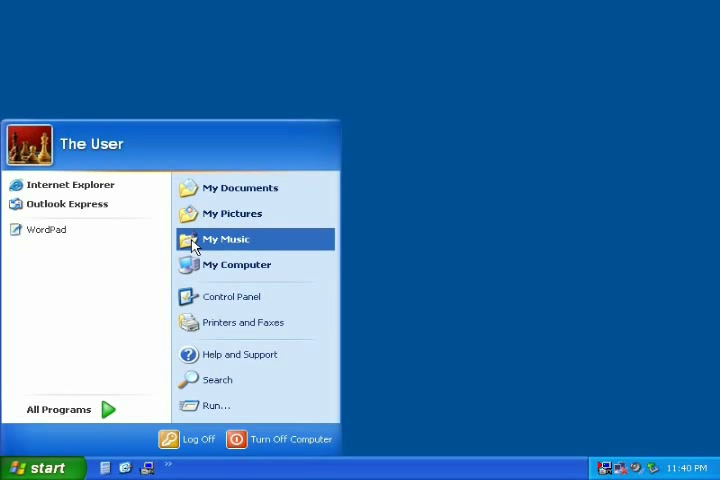 The User
Internet Explorer
Outlook Express
WordPad
All Programs
My Documents
My Pictures
My Music
My Computer
Control Panel
Printers and Faxes
Help and Support
Search
Run...
Log Off
Turn Off Computer
start
11:40 PM